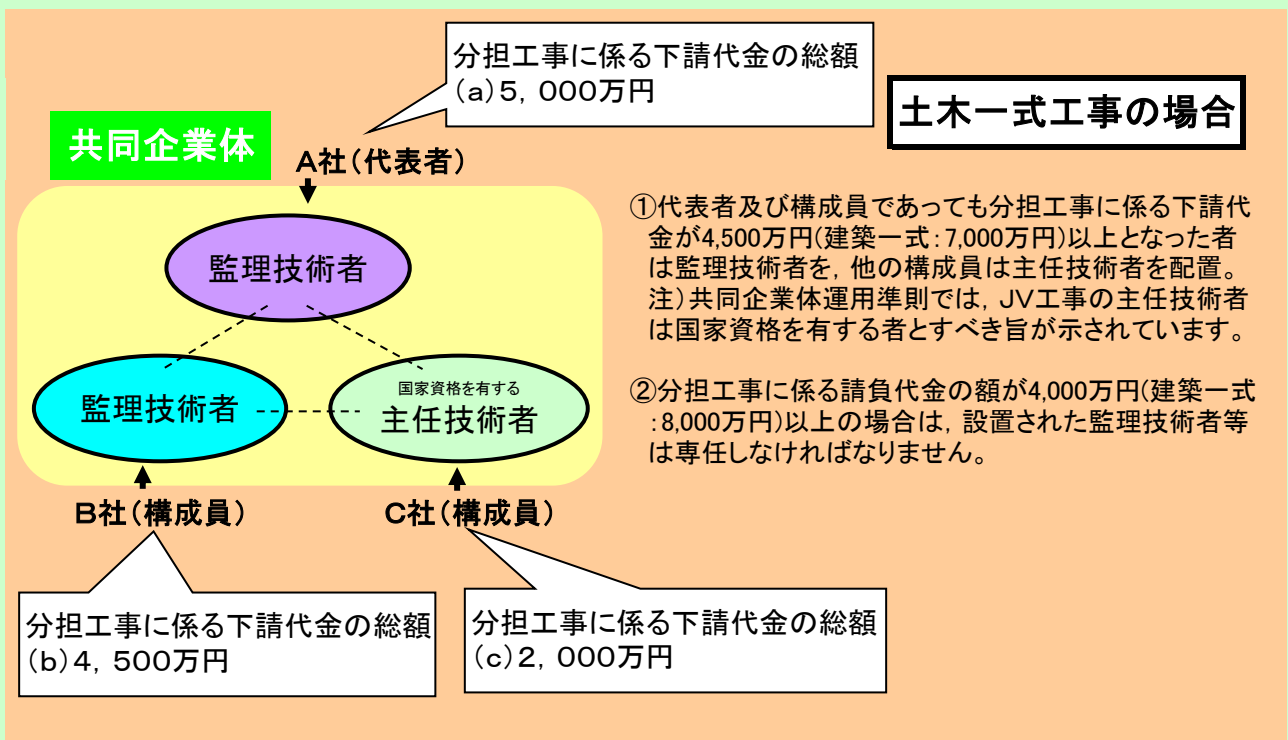 分担工事に係る下請代金の総額
(a)5,000万円
土木一式工事の場合
共同企業体
A社(代表者)
監理技術者
監理技術者
国家資格を有する
主任技術者
B社(構成員)
C社(構成員)
分担工事に係る下請代金の総額
(b)4,500万円
分担工事に係る下請代金の総額
(c)2,000万円
①代表者及び構成員であっても分担工事に係る下請代
金が4,500万円(建築一式:7,000万円)以上となった者
は監理技術者を,他の構成員は主任技術者を配置。
注)共同企業体運用準則では,JV工事の主任技術者
は国家資格を有する者とすべき旨が示されています。
②分担工事に係る請負代金の額が4,000万円(建築一式
:8,000万円)以上の場合は,設置された監理技術者等
は専任しなければなりません。